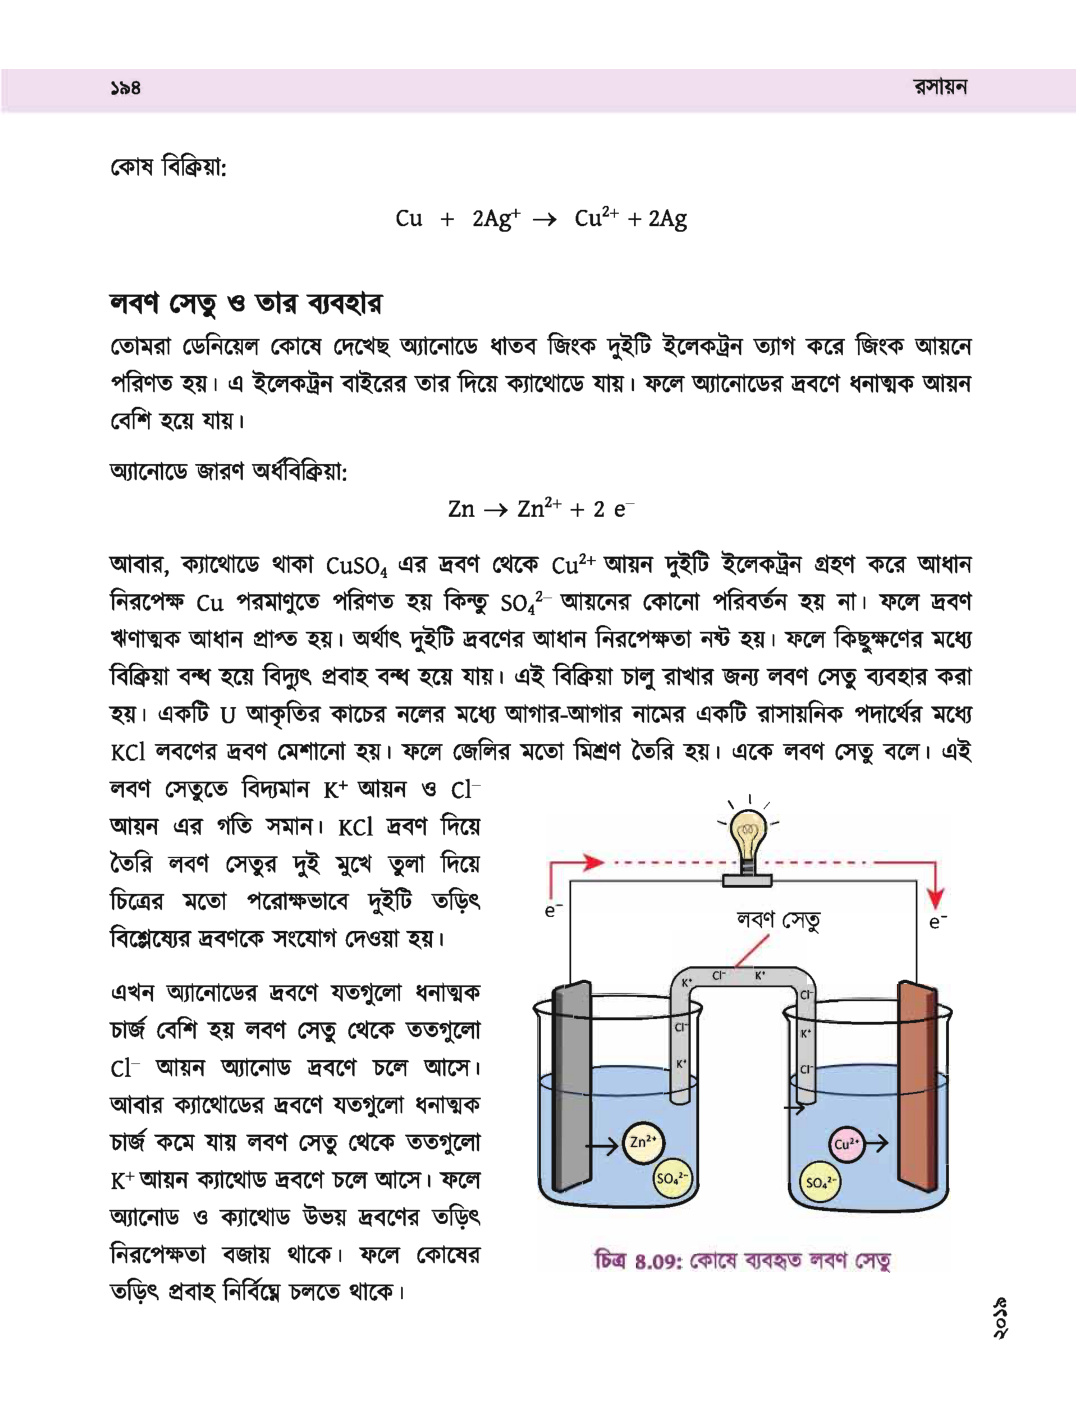 ১৯৪
রসায়ন
কোষ বিক্রিয়া:
Cu + 2Ag⁺ → Cu²⁺ + 2Ag
লবণ সেতু ও তার ব্যবহার
তোমরা ডেনিয়েল কোষে দেখেছ অ্যানোডে ধাতব জিংক দুইটি ইলেকট্রন ত্যাগ করে জিংক আয়নে
পরিণত হয়। এ ইলেকট্রন বাইরের তার দিয়ে ক্যাথোডে যায়। ফলে অ্যানোডের দ্রবণে ধনাত্মক আয়ন
বেশি হয়ে যায়।
অ্যানোডে জারণ অর্ধবিক্রিয়া:
Zn → Zn²⁺ + 2 e⁻
আবার, ক্যাথোডে থাকা CuSO₄ এর দ্রবণ থেকে Cu²⁺ আয়ন দুইটি ইলেকট্রন গ্রহণ করে আধান
নিরপেক্ষ Cu পরমাণুতে পরিণত হয় কিন্তু SO₄²⁻ আয়নের কোনো পরিবর্তন হয় না। ফলে দ্রবণ
ঋণাত্মক আধান প্রাপ্ত হয়। অর্থাৎ দুইটি দ্রবণের আধান নিরপেক্ষতা নষ্ট হয়। ফলে কিছুক্ষণের মধ্যে
বিক্রিয়া বন্ধ হয়ে বিদ্যুৎ প্রবাহ বন্ধ হয়ে যায়। এই বিক্রিয়া চালু রাখার জন্য লবণ সেতু ব্যবহার করা
হয়। একটি U আকৃতির কাচের নলের মধ্যে আগার-আগার নামের একটি রাসায়নিক পদার্থের মধ্যে
KCl লবণের দ্রবণ মেশানো হয়। ফলে জেলির মতো মিশ্রণ তৈরি হয়। একে লবণ সেতু বলে। এই
লবণ সেতুতে বিদ্যমান K⁺ আয়ন ও Cl⁻
আয়ন এর গতি সমান। KCl দ্রবণ দিয়ে
তৈরি লবণ সেতুর দুই মুখে তুলা দিয়ে
চিত্রের মতো পরোক্ষভাবে দুইটি তড়িৎ
বিশ্লেষ্যের দ্রবণকে সংযোগ দেওয়া হয়।
এখন অ্যানোডের দ্রবণে যতগুলো ধনাত্মক
চার্জ বেশি হয় লবণ সেতু থেকে ততগুলো
Cl⁻ আয়ন অ্যানোড দ্রবণে চলে আসে।
আবার ক্যাথোডের দ্রবণে যতগুলো ধনাত্মক
চার্জ কমে যায় লবণ সেতু থেকে ততগুলো
K⁺ আয়ন ক্যাথোড দ্রবণে চলে আসে। ফলে
অ্যানোড ও ক্যাথোড উভয় দ্রবণের তড়িৎ
নিরপেক্ষতা বজায় থাকে। ফলে কোষের
তড়িৎ প্রবাহ নির্বিঘ্নে চলতে থাকে।
e⁻
লবণ সেতু
e⁻
K⁺
Cl⁻
K⁺
Cl⁻
Cl⁻
K⁺
K⁺
Cl⁻
Zn²⁺
SO₄²⁻
Cu²⁺
SO₄²⁻
চিত্র 8.09: কোষে ব্যবহৃত লবণ সেতু
২০১৯